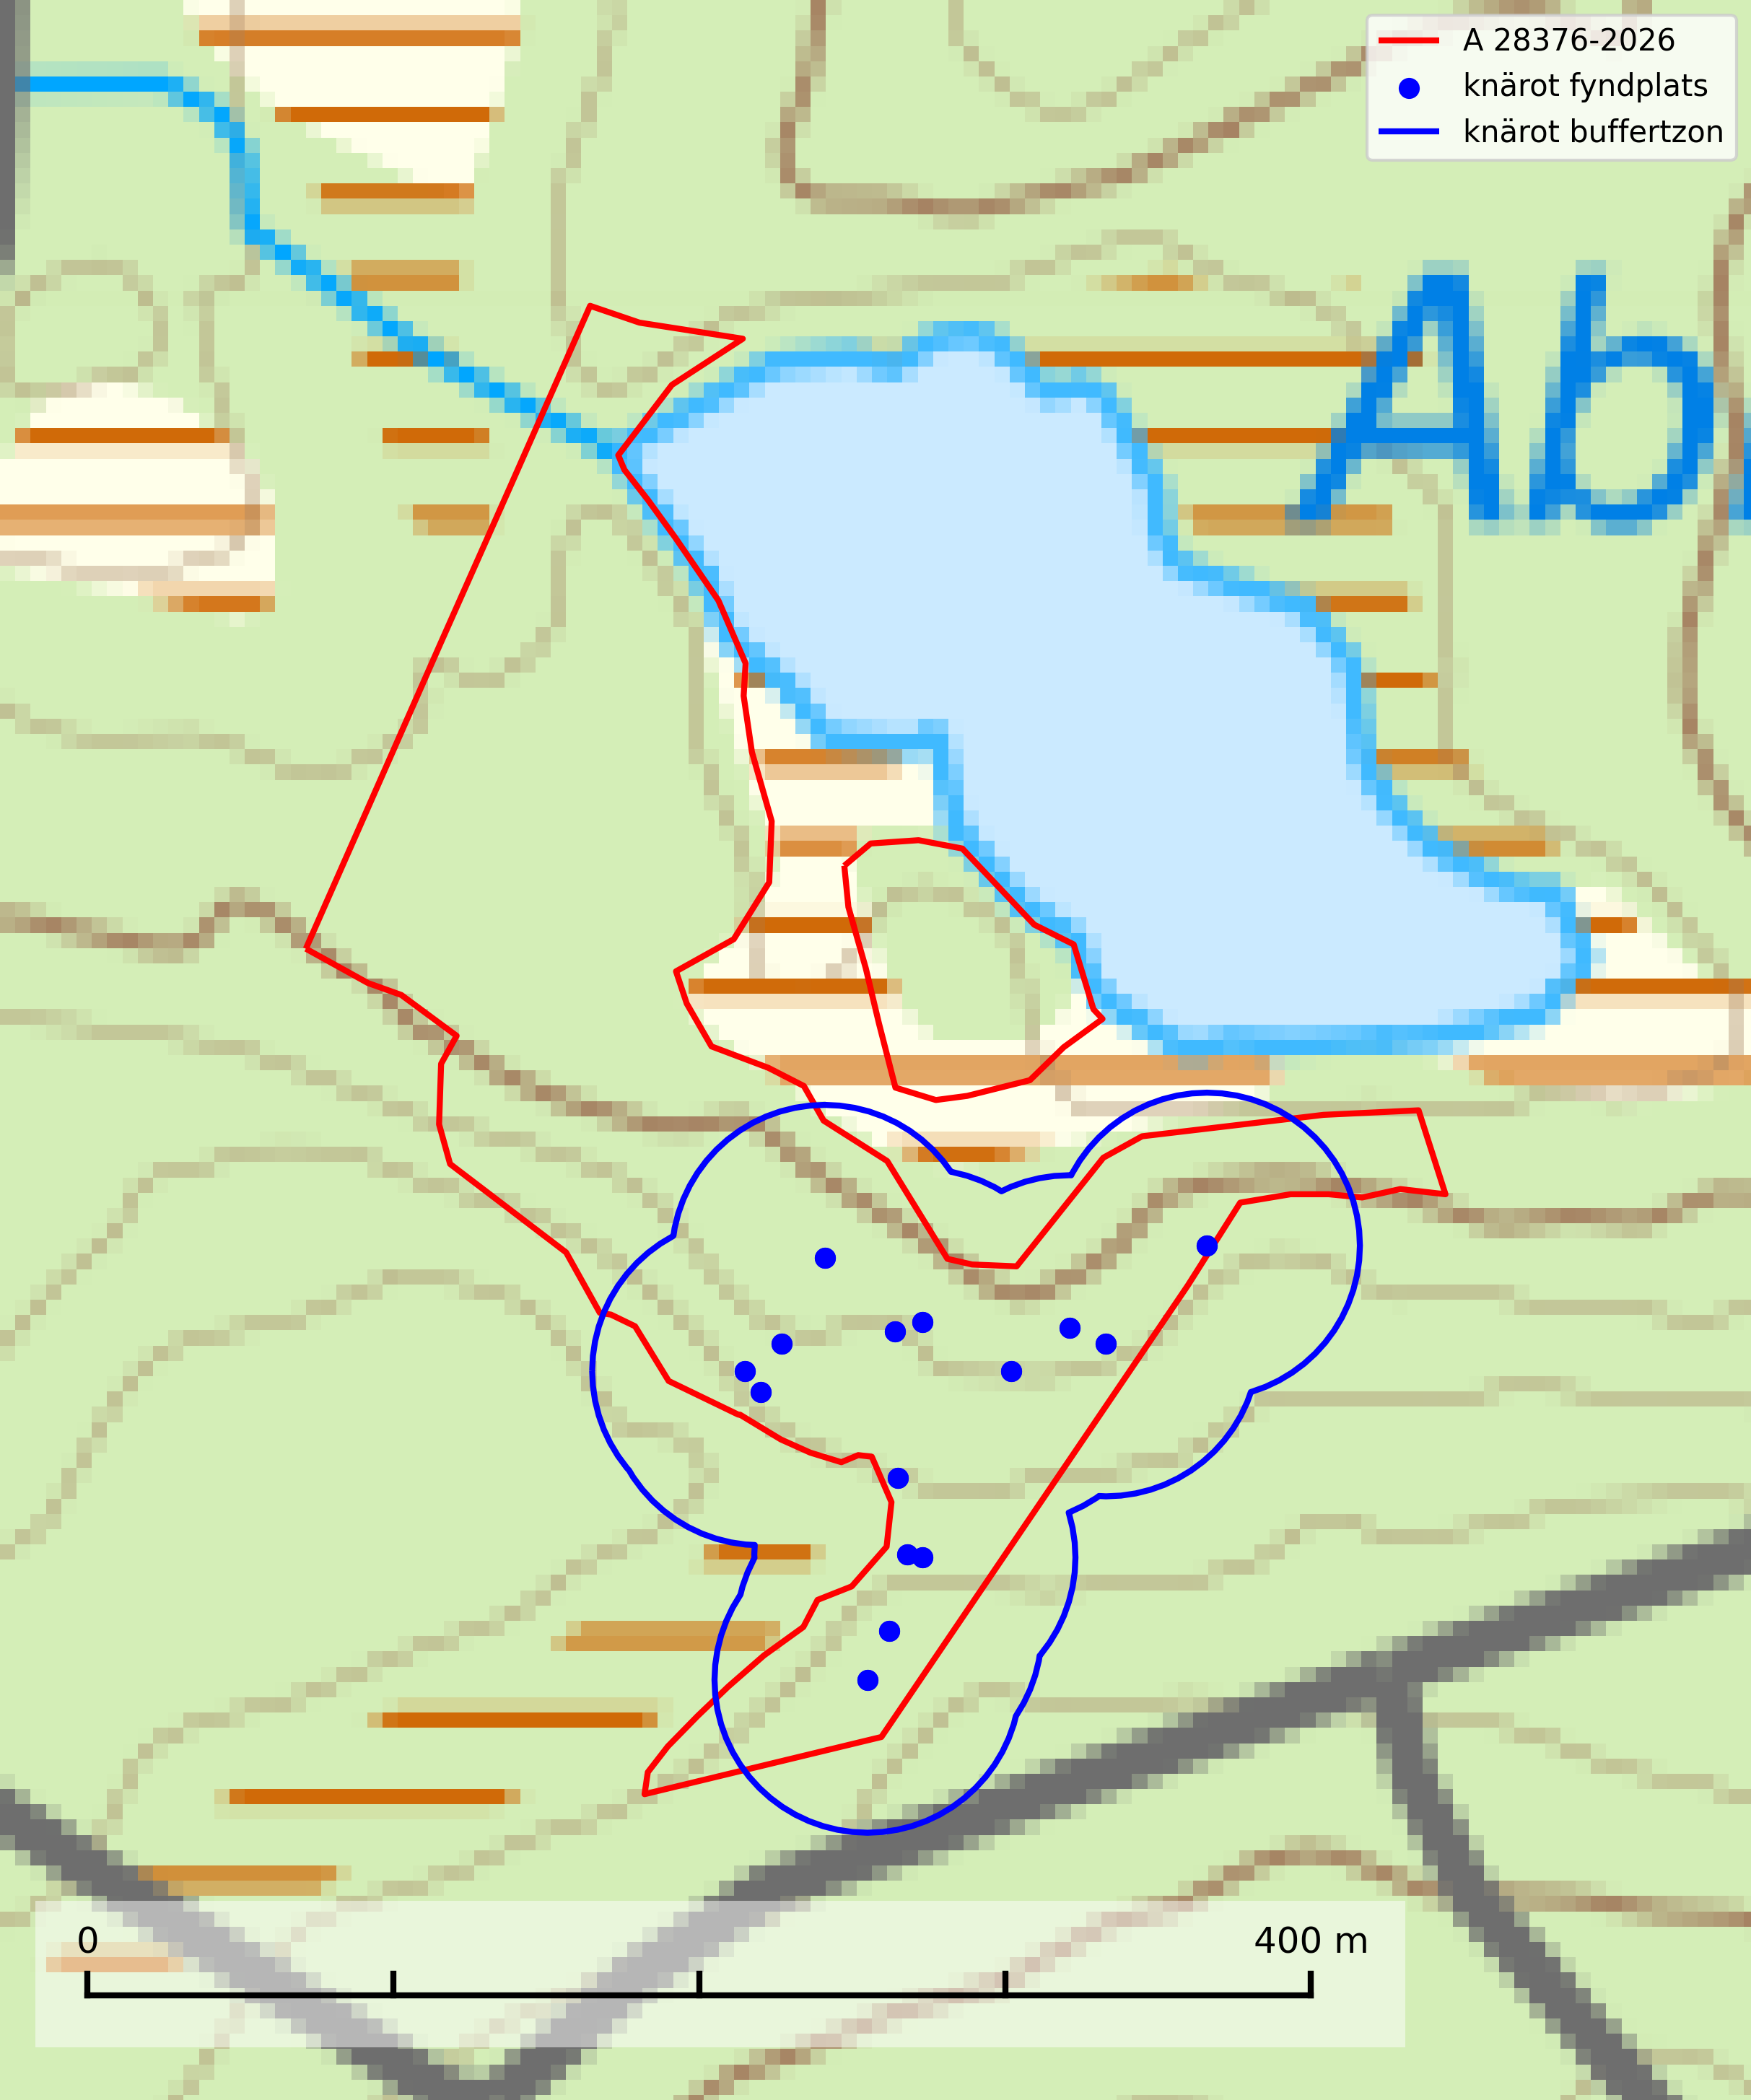 A 28376-2026
knärot fyndplats
knärot buffertzon
Ab
0
400 m